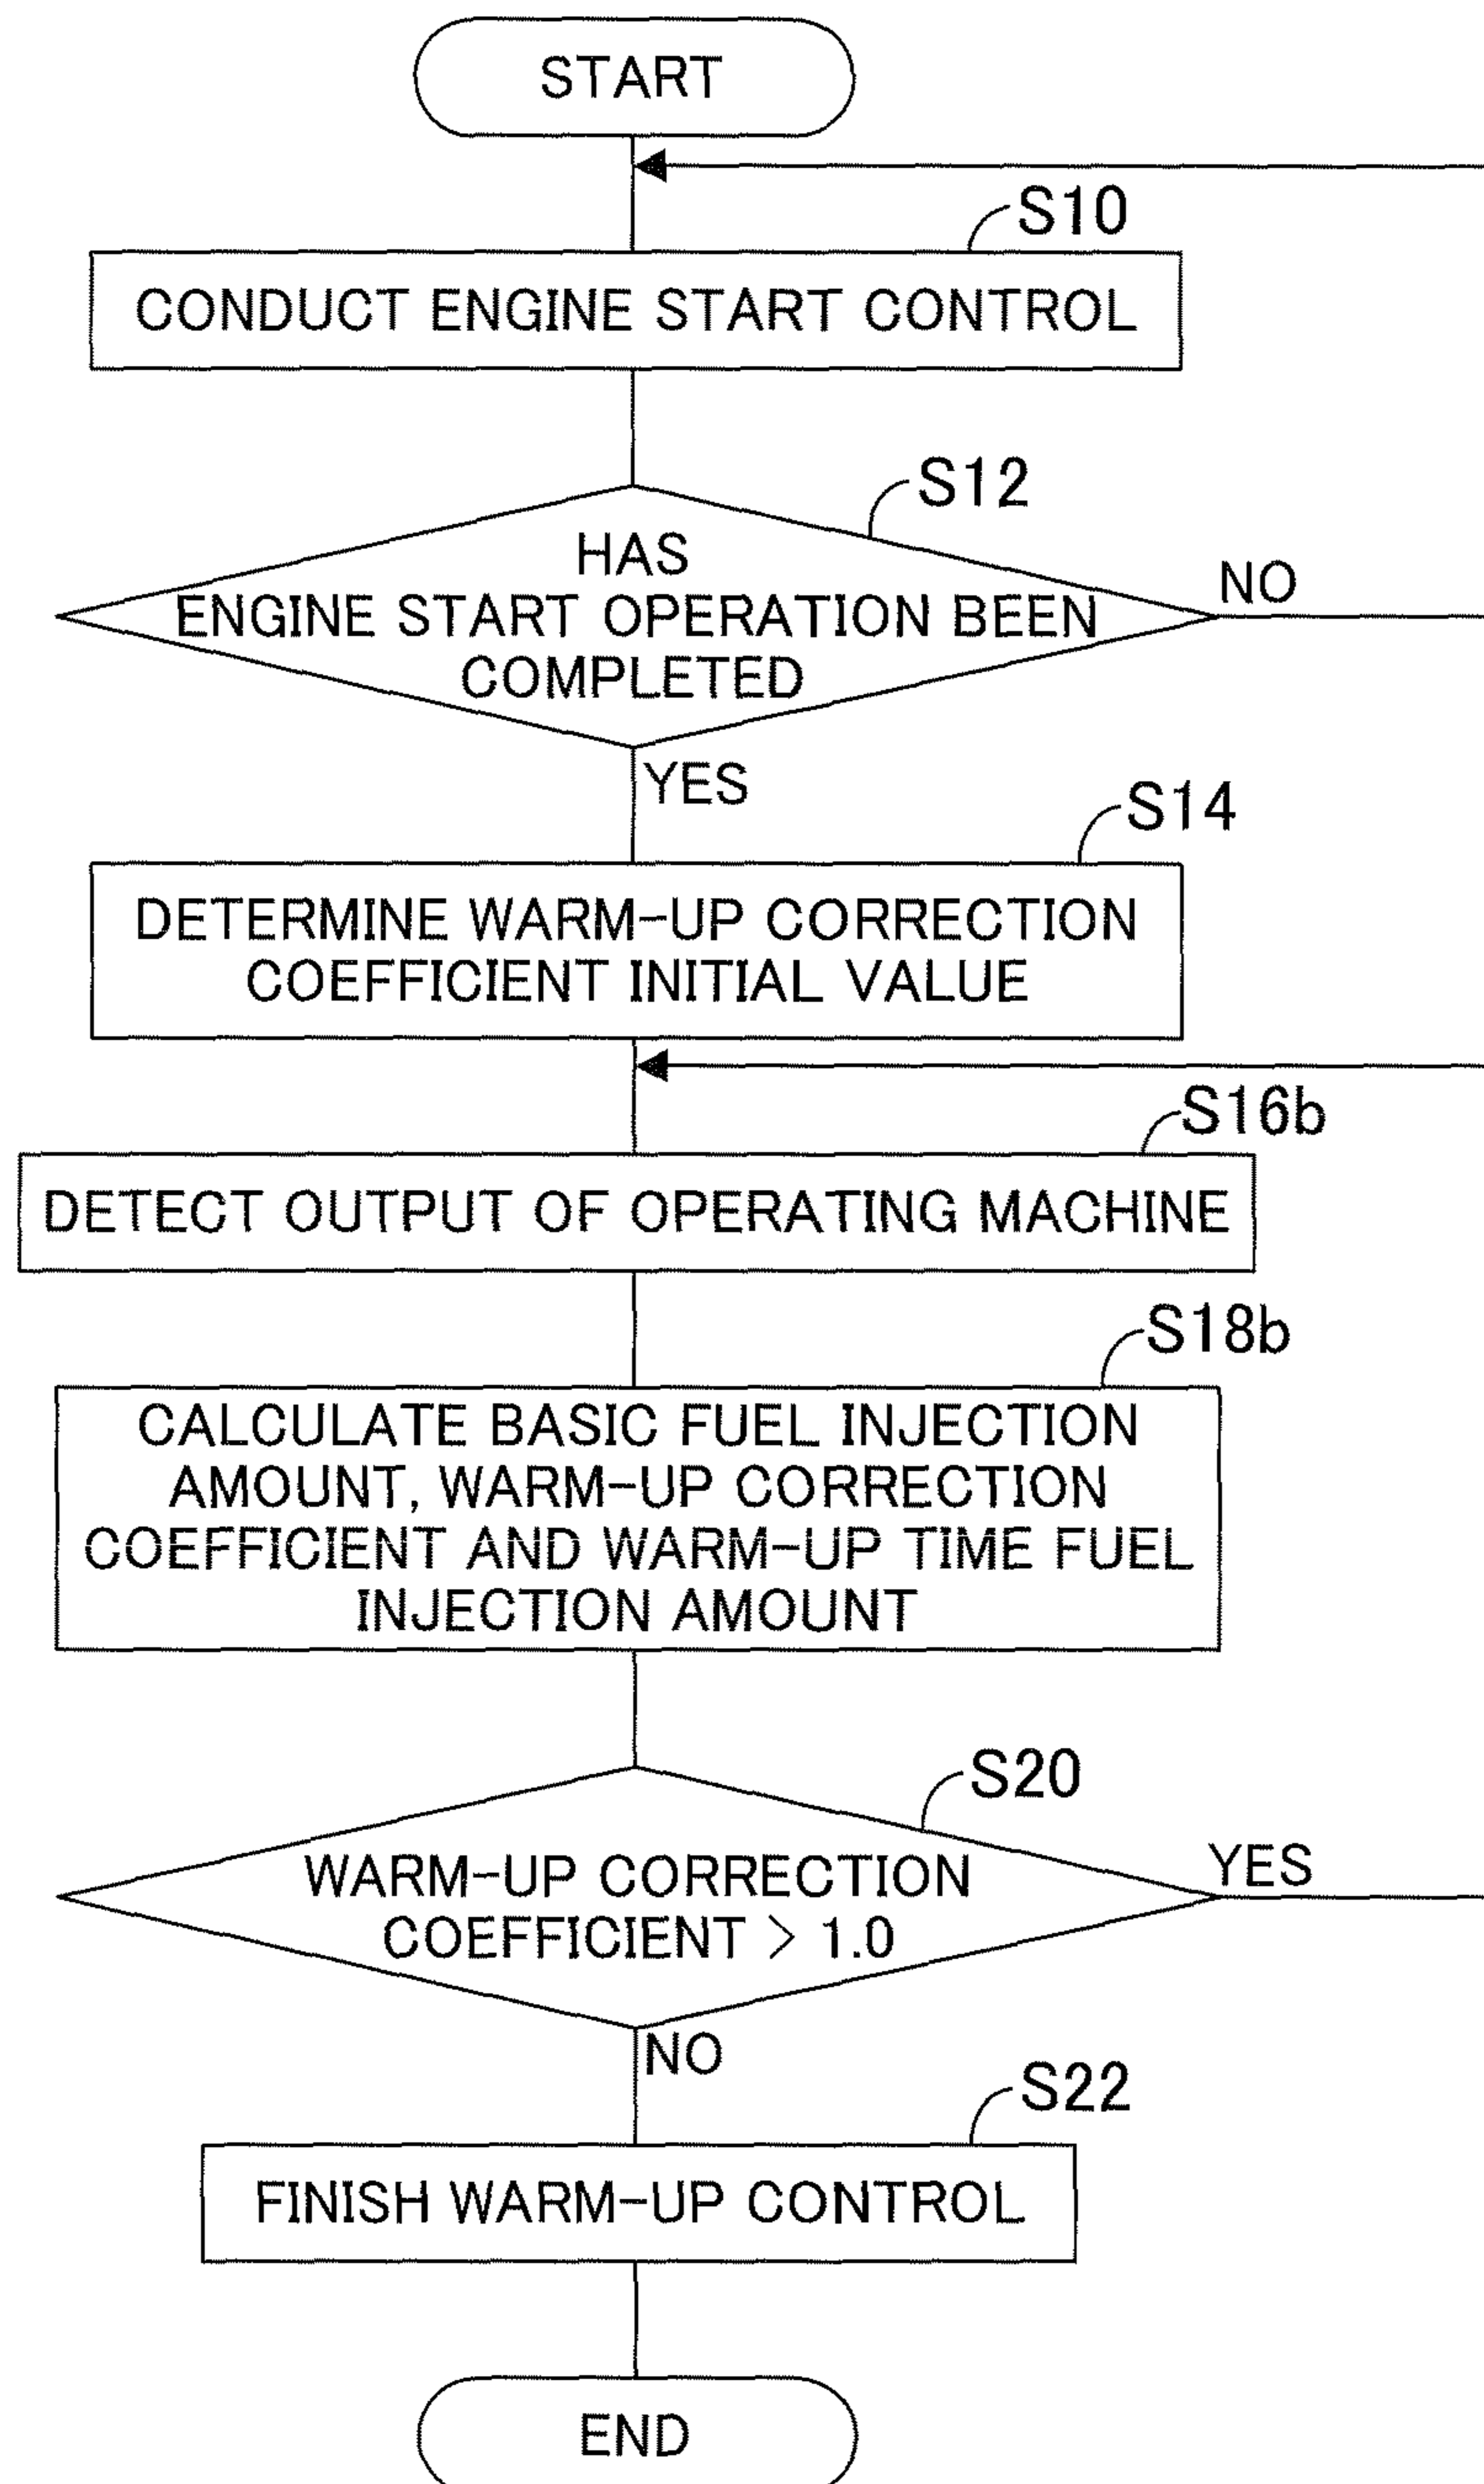 START
S10
CONDUCT ENGINE START CONTROL
S12
HAS
ENGINE START OPERATION BEEN
COMPLETED
NO
YES
S14
DETERMINE WARM-UP CORRECTION
COEFFICIENT INITIAL VALUE
S16b
DETECT OUTPUT OF OPERATING MACHINE
S18b
CALCULATE BASIC FUEL INJECTION
AMOUNT, WARM-UP CORRECTION
COEFFICIENT AND WARM-UP TIME FUEL
INJECTION AMOUNT
S20
WARM-UP CORRECTION
COEFFICIENT > 1.0
YES
NO
S22
FINISH WARM-UP CONTROL
END